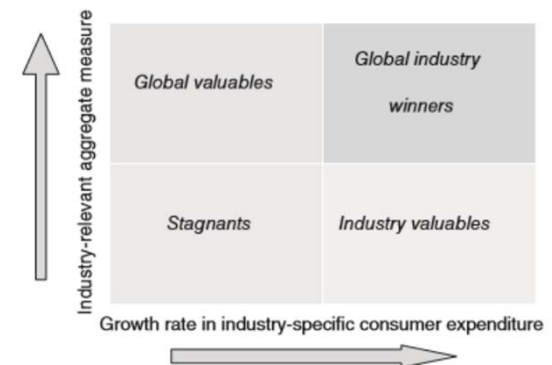 Industry-relevant aggregate measure
Global valuables
Global industry
winners
Stagnants
Industry valuables
Growth rate in industry-specific consumer expenditure